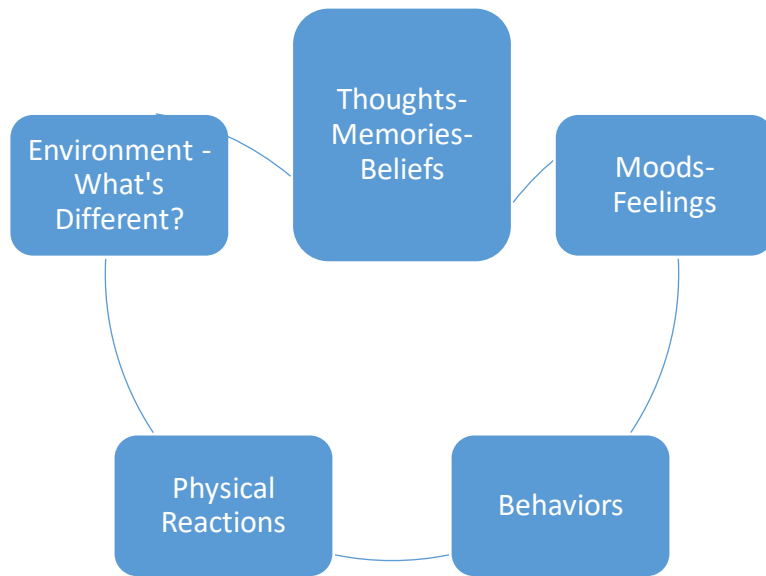 Thoughts-
Memories-
Beliefs
Moods-
Feelings
Behaviors
Physical
Reactions
Environment -
What's
Different?